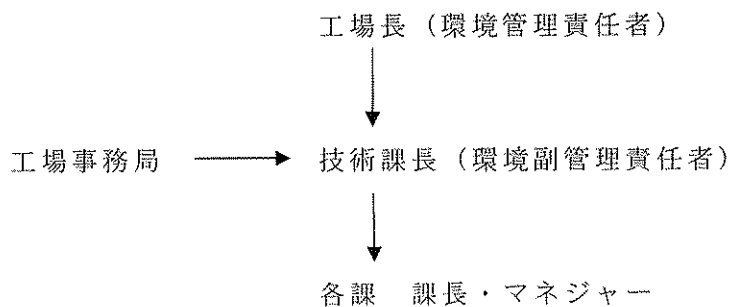 工場長（環境管理責任者）
工場事務局　技術課長（環境副管理責任者）
各課　課長・マネジャー